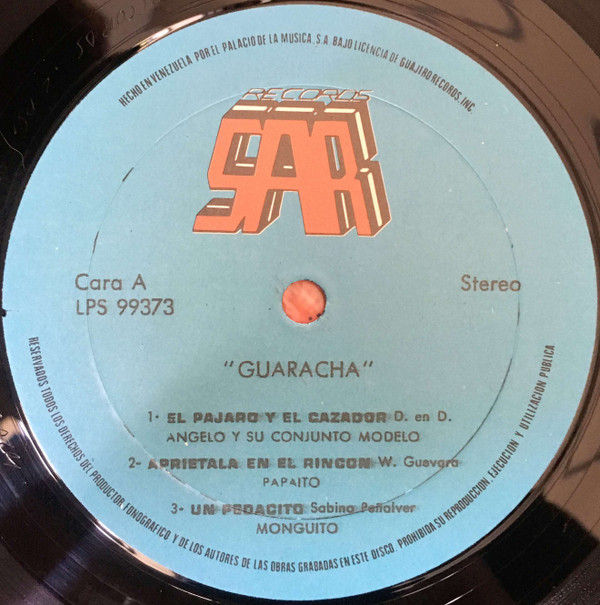 HECHO EN VENEZUELA POR EL PALACIO DE LA MUSICA, S.A. BAJO LICENCIA DE GUAJIRO RECORDS, INC.
RECORDS
SAR
Cara A
Stereo
LPS 99373
"GUARACHA"
1- EL PAJARO Y EL CAZADOR D. en D.
ANGELO Y SU CONJUNTO MODELO
2- APRIETALA EN EL RINCON W. Guevara
PAPAITO
3- UN PEDACITO Sabino Peñalver
MONGUITO
RESERVADOS TODOS LOS DERECHOS DEL PRODUCTOR FONOGRAFICO Y DE LOS AUTORES DE LAS OBRAS GRABADAS EN ESTE DISCO. PROHIBIDA SU REPRODUCCION, EJECUCION Y UTILIZACION PUBLICA